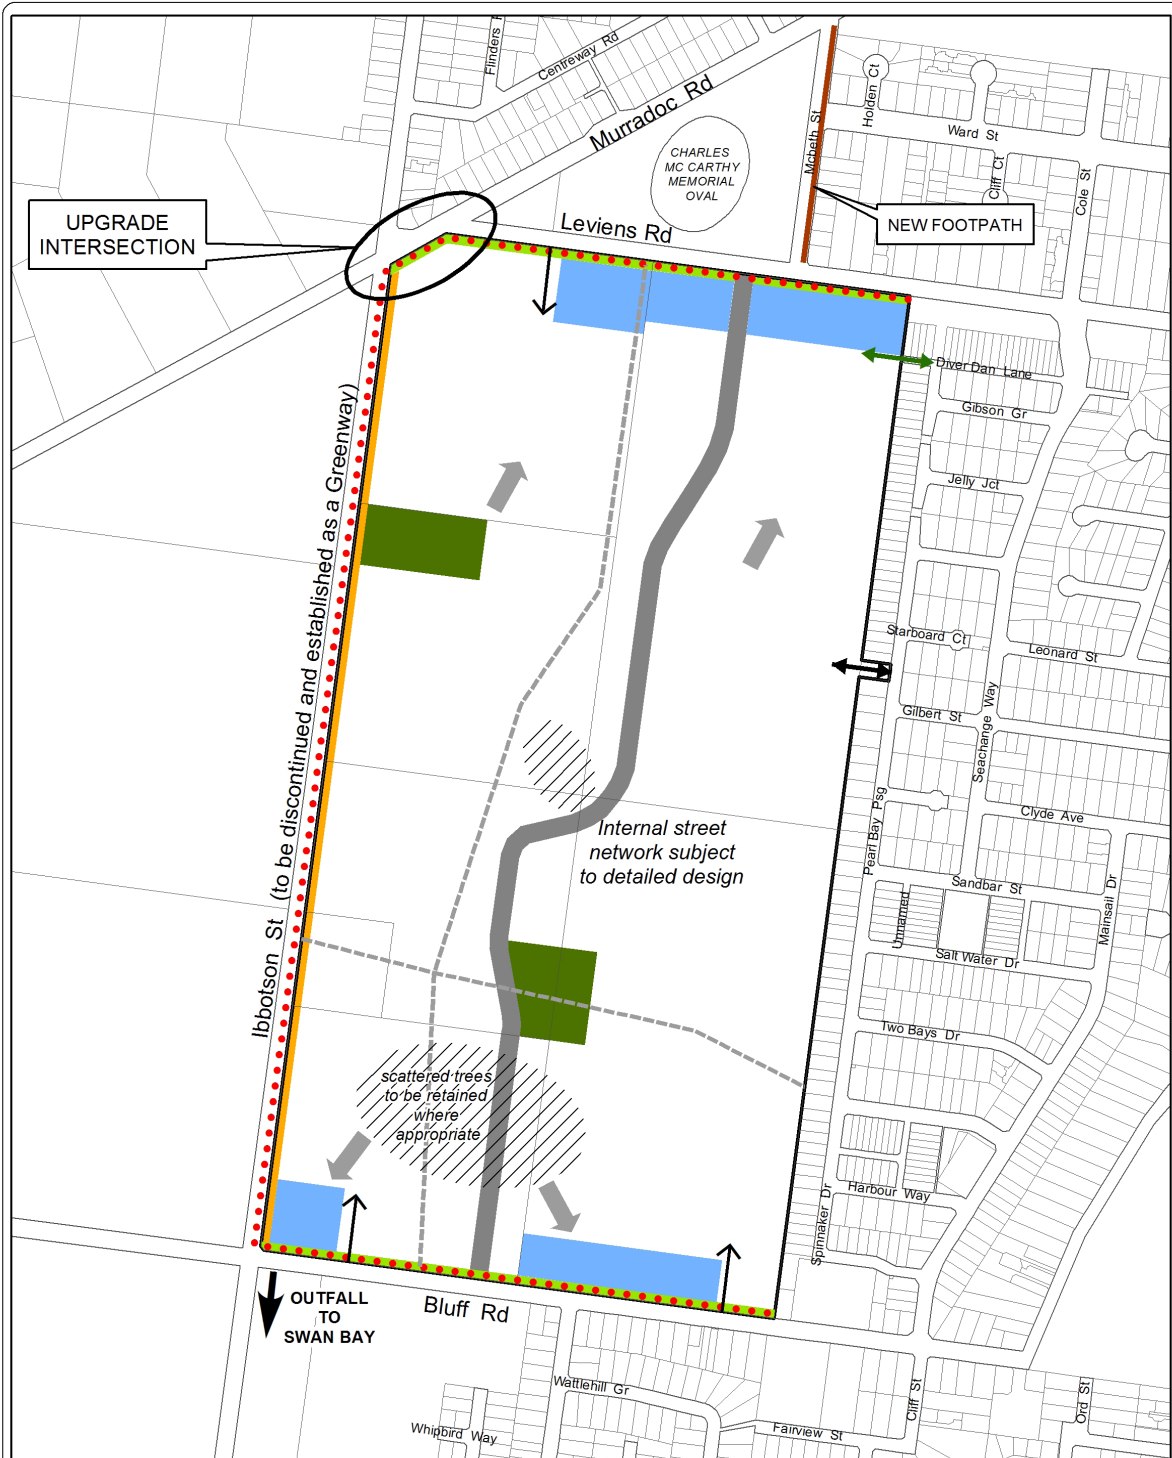 Flinders
Centreway Rd
Murradoc Rd
Mcbeth St
Holden Ct
Ward St
Cliff Ct
Cole St
CHARLES
MC CARTHY
MEMORIAL
OVAL
UPGRADE
INTERSECTION
NEW FOOTPATH
Leviens Rd
Diver Dan Lane
Gibson Gr
Jelly Jct
Ibbotson St (to be discontinued and established as a Greenway)
Starboard Ct
Leonard St
Gilbert St
Seachange Way
Pearl Bay Psg
Clyde Ave
Internal street
network subject
to detailed design
Sandbar St
Unnamed
Mainsail Dr
Salt Water Dr
Two Bays Dr
scattered trees
to be retained
where
appropriate
Harbour Way
Spinnaker Dr
OUTFALL
TO
SWAN BAY
Bluff Rd
Wattlehill Gr
Cliff St
Ord St
Fairview St
Whipbird Way